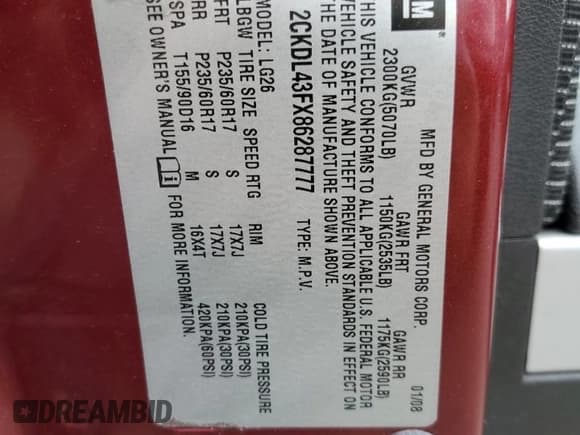 GM
MFD BY GENERAL MOTORS CORP. 01/08
GVWR GAWR FRT GAWR RR
2300KG(5070LB) 1150KG(2535LB) 1175KG(2590LB)
THIS VEHICLE CONFORMS TO ALL APPLICABLE U.S. FEDERAL MOTOR
VEHICLE SAFETY AND THEFT PREVENTION STANDARDS IN EFFECT ON
THE DATE OF MANUFACTURE SHOWN ABOVE.
2CKDL43FX86287777 TYPE: M.P.V.
MODEL: LG26
LBGW TIRE SIZE SPEED RTG RIM COLD TIRE PRESSURE
FRT P235/60R17 S 17X7J 210KPA(30PSI)
RR P235/60R17 S 17X7J 210KPA(30PSI)
SPA T155/90D16 M 16X4T 420KPA(60PSI)
SEE OWNER'S MANUAL i FOR MORE INFORMATION.
DREAMBID